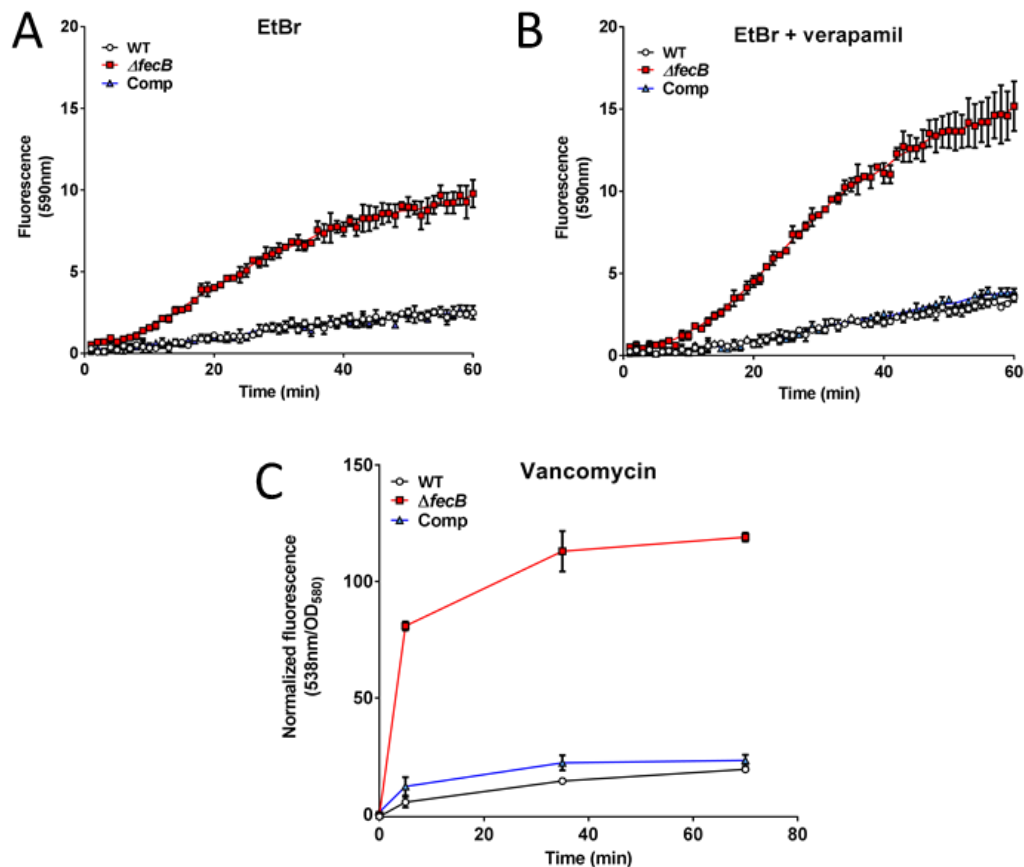 A
EtBr
WT
ΔfecB
Comp
20
15
10
5
0
Fluorescence
(590nm)
0
20
40
60
Time (min)
B
EtBr + verapamil
WT
ΔfecB
Comp
20
15
10
5
0
Fluorescence
(590nm)
0
20
40
60
Time (min)
C
Vancomycin
WT
ΔfecB
Comp
150
100
50
0
Normalized fluorescence
(538nm/OD580)
0
20
40
60
80
Time (min)